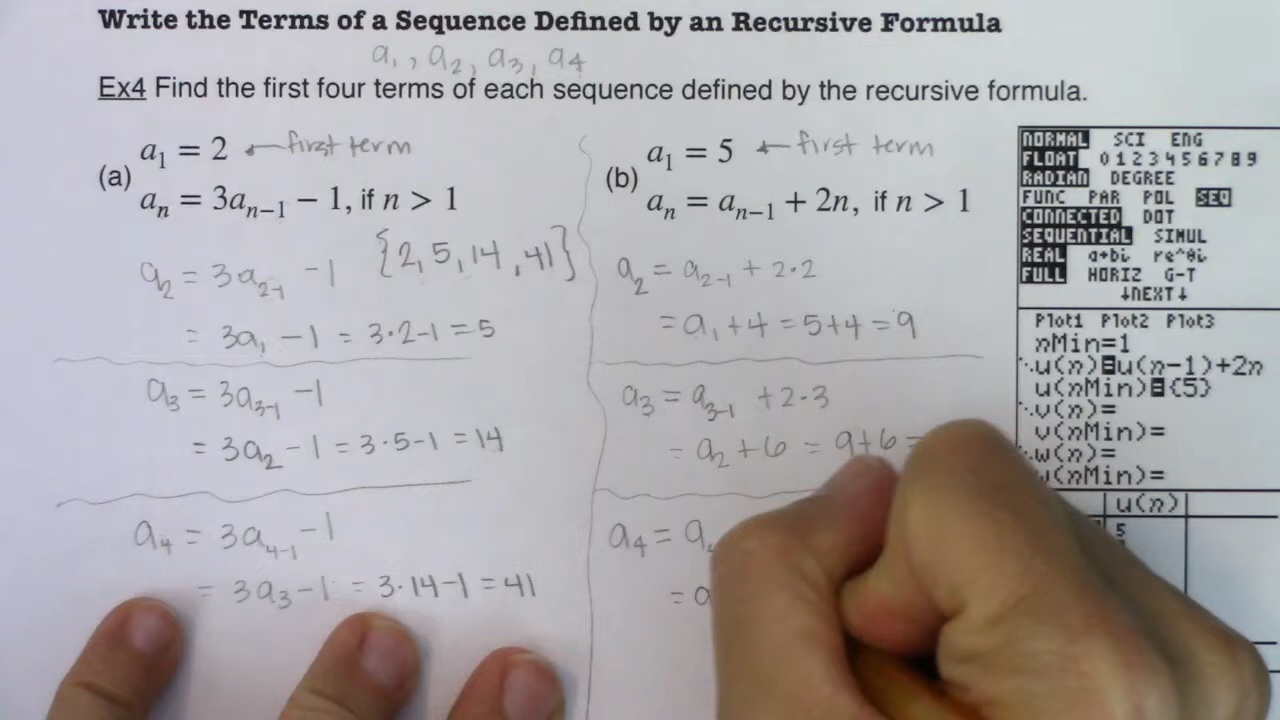 Write the Terms of a Sequence Defined by an Recursive Formula
a₁, a₂, a₃, a₄
Ex4 Find the first four terms of each sequence defined by the recursive formula.
(a) a₁ = 2 ← first term
aₙ = 3aₙ₋₁ − 1, if n > 1
{2, 5, 14, 41}
a₂ = 3a₂₋₁ − 1
= 3a₁ − 1 = 3·2−1 = 5
a₃ = 3a₃₋₁ − 1
= 3a₂ − 1 = 3·5−1 = 14
a₄ = 3a₄₋₁ − 1
= 3a₃ − 1 = 3·14−1 = 41
(b) a₁ = 5 ← first term
aₙ = aₙ₋₁ + 2n, if n > 1
a₂ = a₂₋₁ + 2·2
= a₁ + 4 = 5+4 = 9
a₃ = a₃₋₁ + 2·3
= a₂ + 6 = 9+6 =
a₄ = a
= a
NORMAL SCI ENG
FLOAT 0 1 2 3 4 5 6 7 8 9
RADIAN DEGREE
FUNC PAR POL SEQ
CONNECTED DOT
SEQUENTIAL SIMUL
REAL a+bi re^θi
FULL HORIZ G-T
↓NEXT↓
Plot1 Plot2 Plot3
nMin=1
u(n)=u(n-1)+2n
u(nMin)={5}
v(n)=
v(nMin)=
w(n)=
(nMin)=
u(n)
5